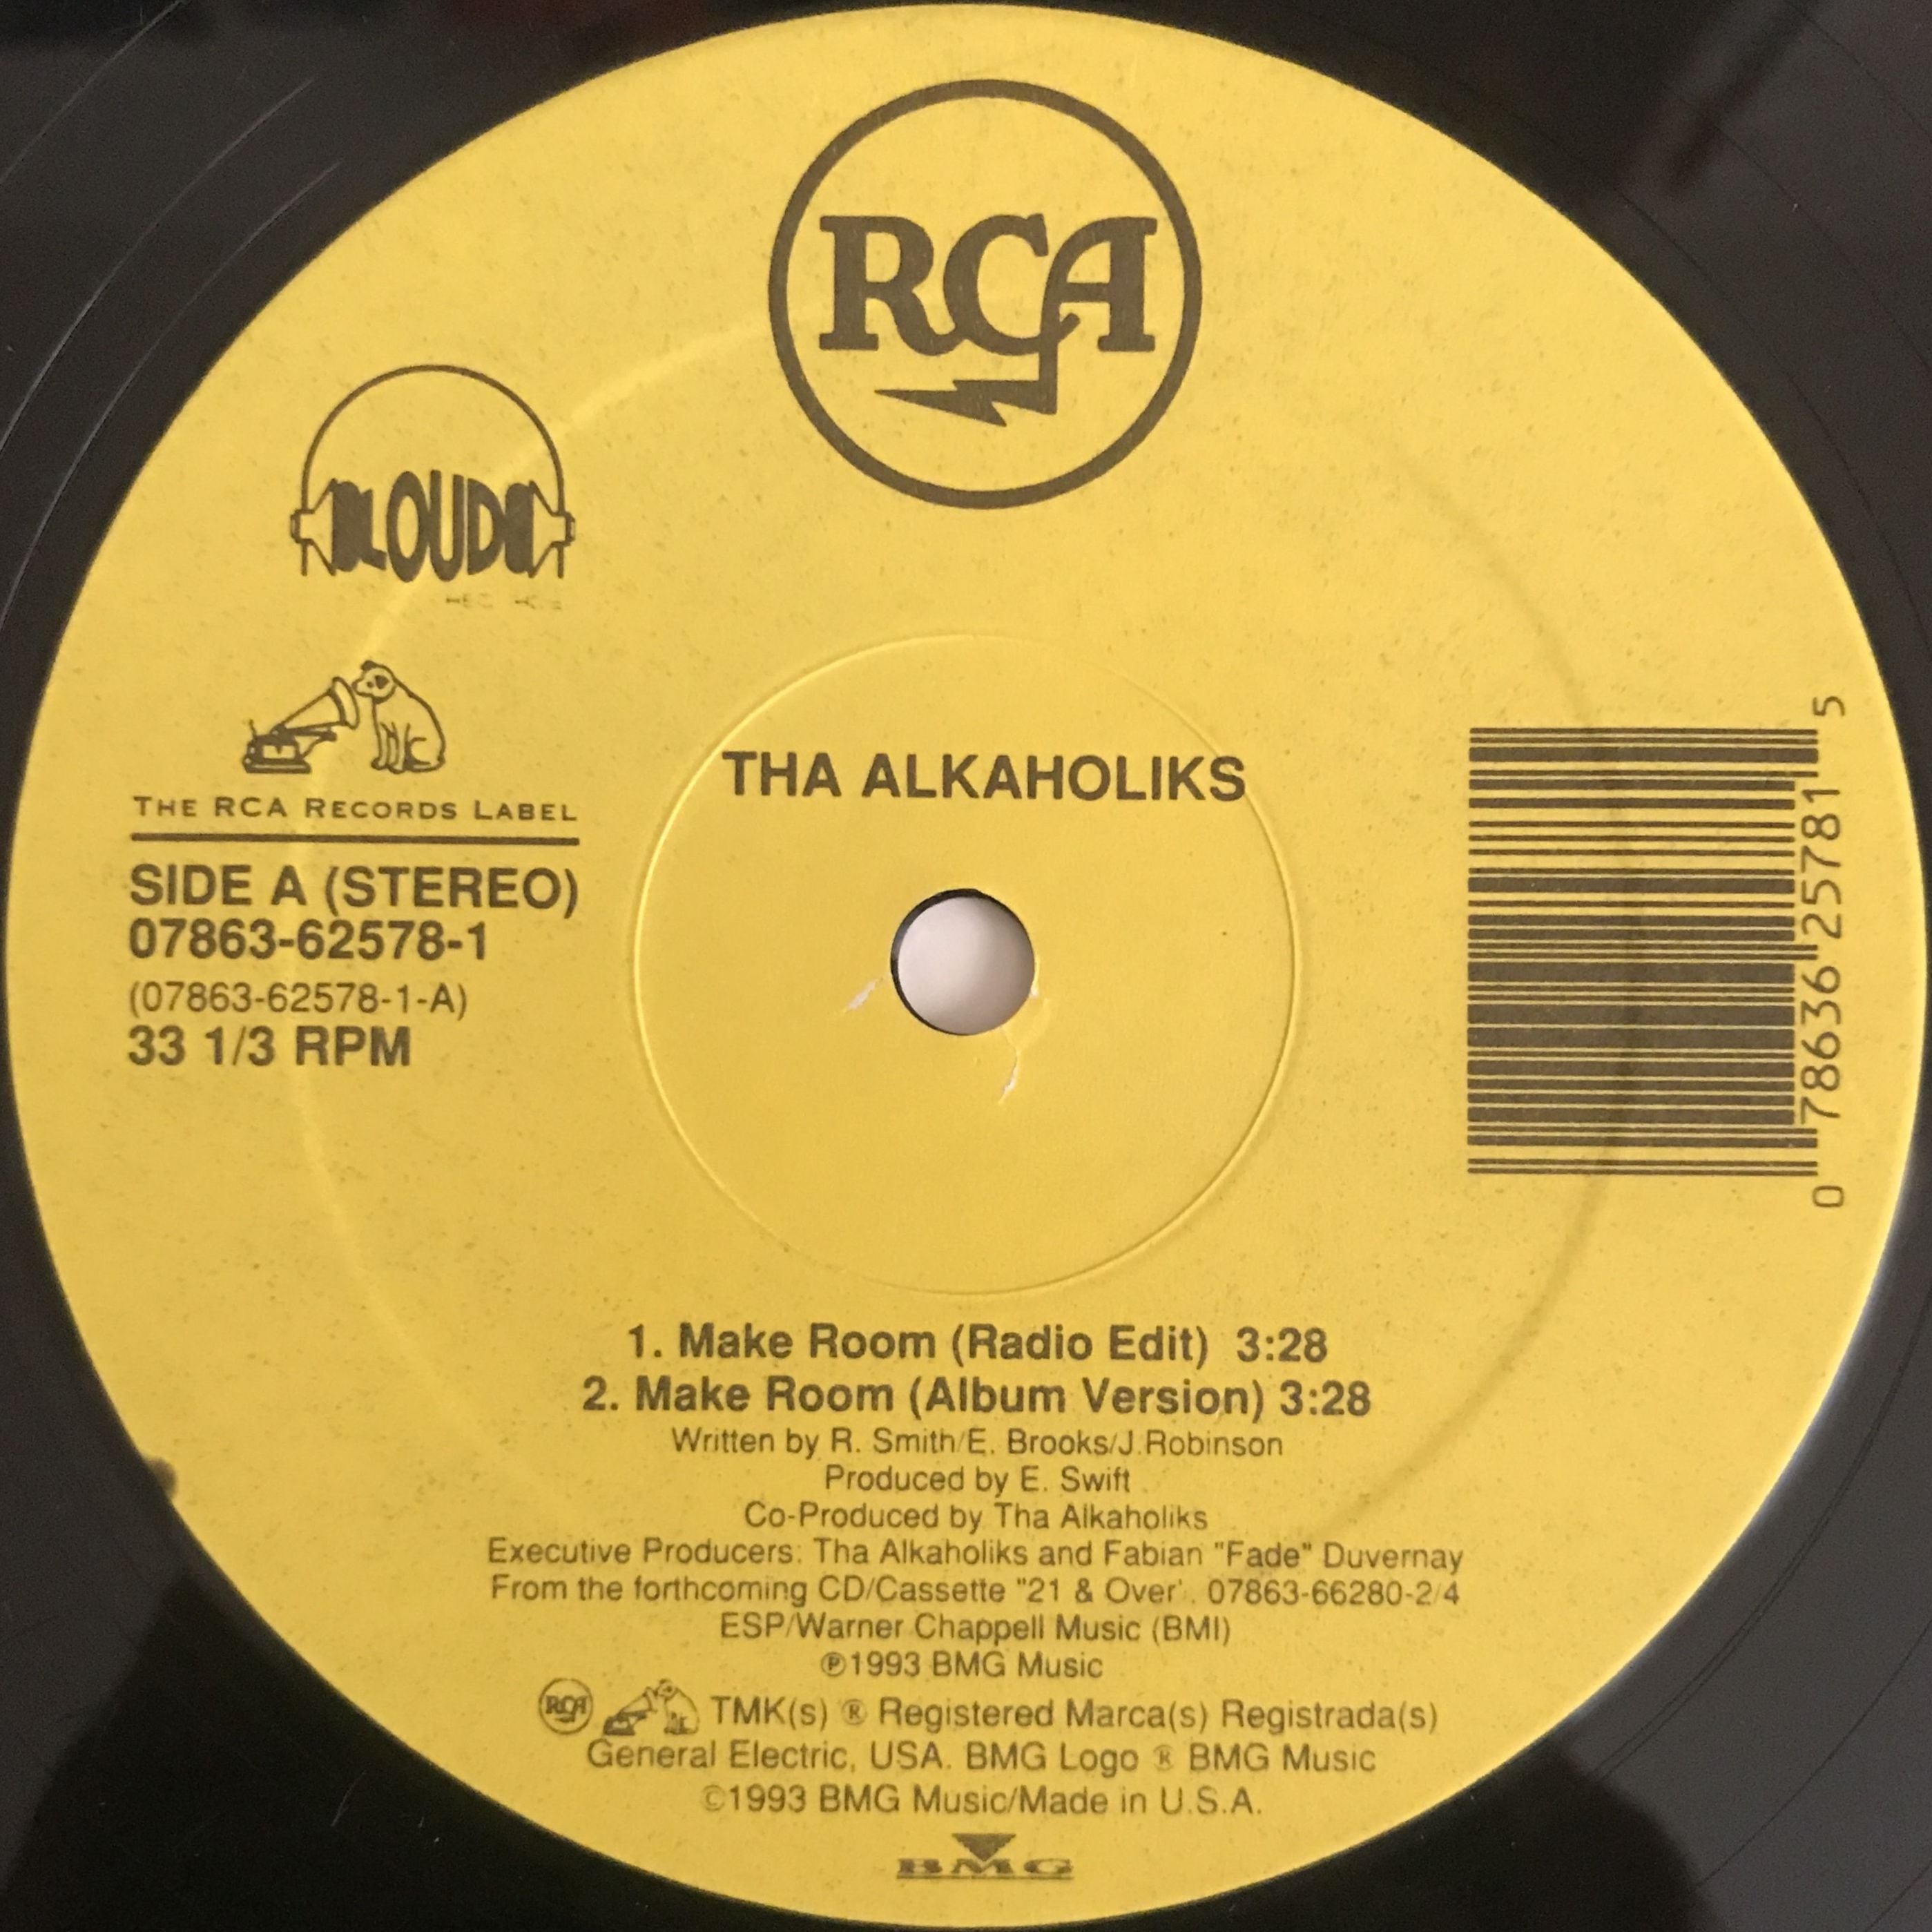 RCA
LOUD
THE RCA RECORDS LABEL
SIDE A (STEREO)
07863-62578-1
(07863-62578-1-A)
33 1/3 RPM
THA ALKAHOLIKS
0 78636 25781 5
1. Make Room (Radio Edit) 3:28
2. Make Room (Album Version) 3:28
Written by R. Smith/E. Brooks/J.Robinson
Produced by E. Swift
Co-Produced by Tha Alkaholiks
Executive Producers: Tha Alkaholiks and Fabian "Fade" Duvernay
From the forthcoming CD/Cassette "21 & Over". 07863-66280-2/4
ESP/Warner Chappell Music (BMI)
℗1993 BMG Music
RCA TMK(s) ® Registered Marca(s) Registrada(s)
General Electric, USA. BMG Logo ® BMG Music
©1993 BMG Music/Made in U.S.A.
BMG